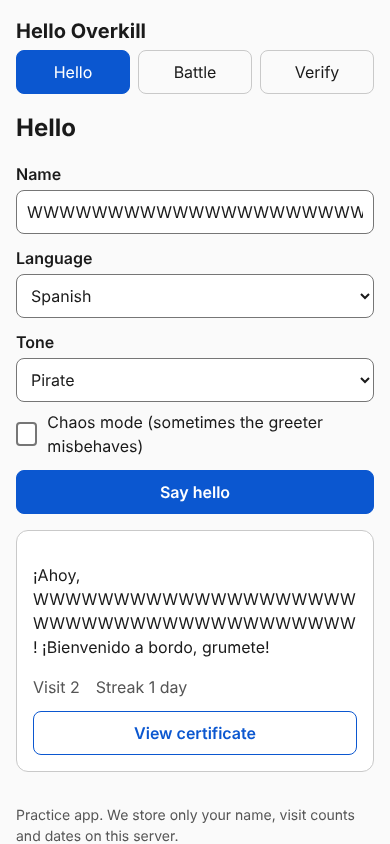 Hello Overkill
Hello
Battle
Verify
Hello
Name
WWWWWWWWWWWWWWWWWWWWW
Language
Spanish
Tone
Pirate
Chaos mode (sometimes the greeter
misbehaves)
Say hello
¡Ahoy,
WWWWWWWWWWWWWWWWWWWW
WWWWWWWWWWWWWWWWWWWW
! ¡Bienvenido a bordo, grumete!
Visit 2 Streak 1 day
View certificate
Practice app. We store only your name, visit counts
and dates on this server.